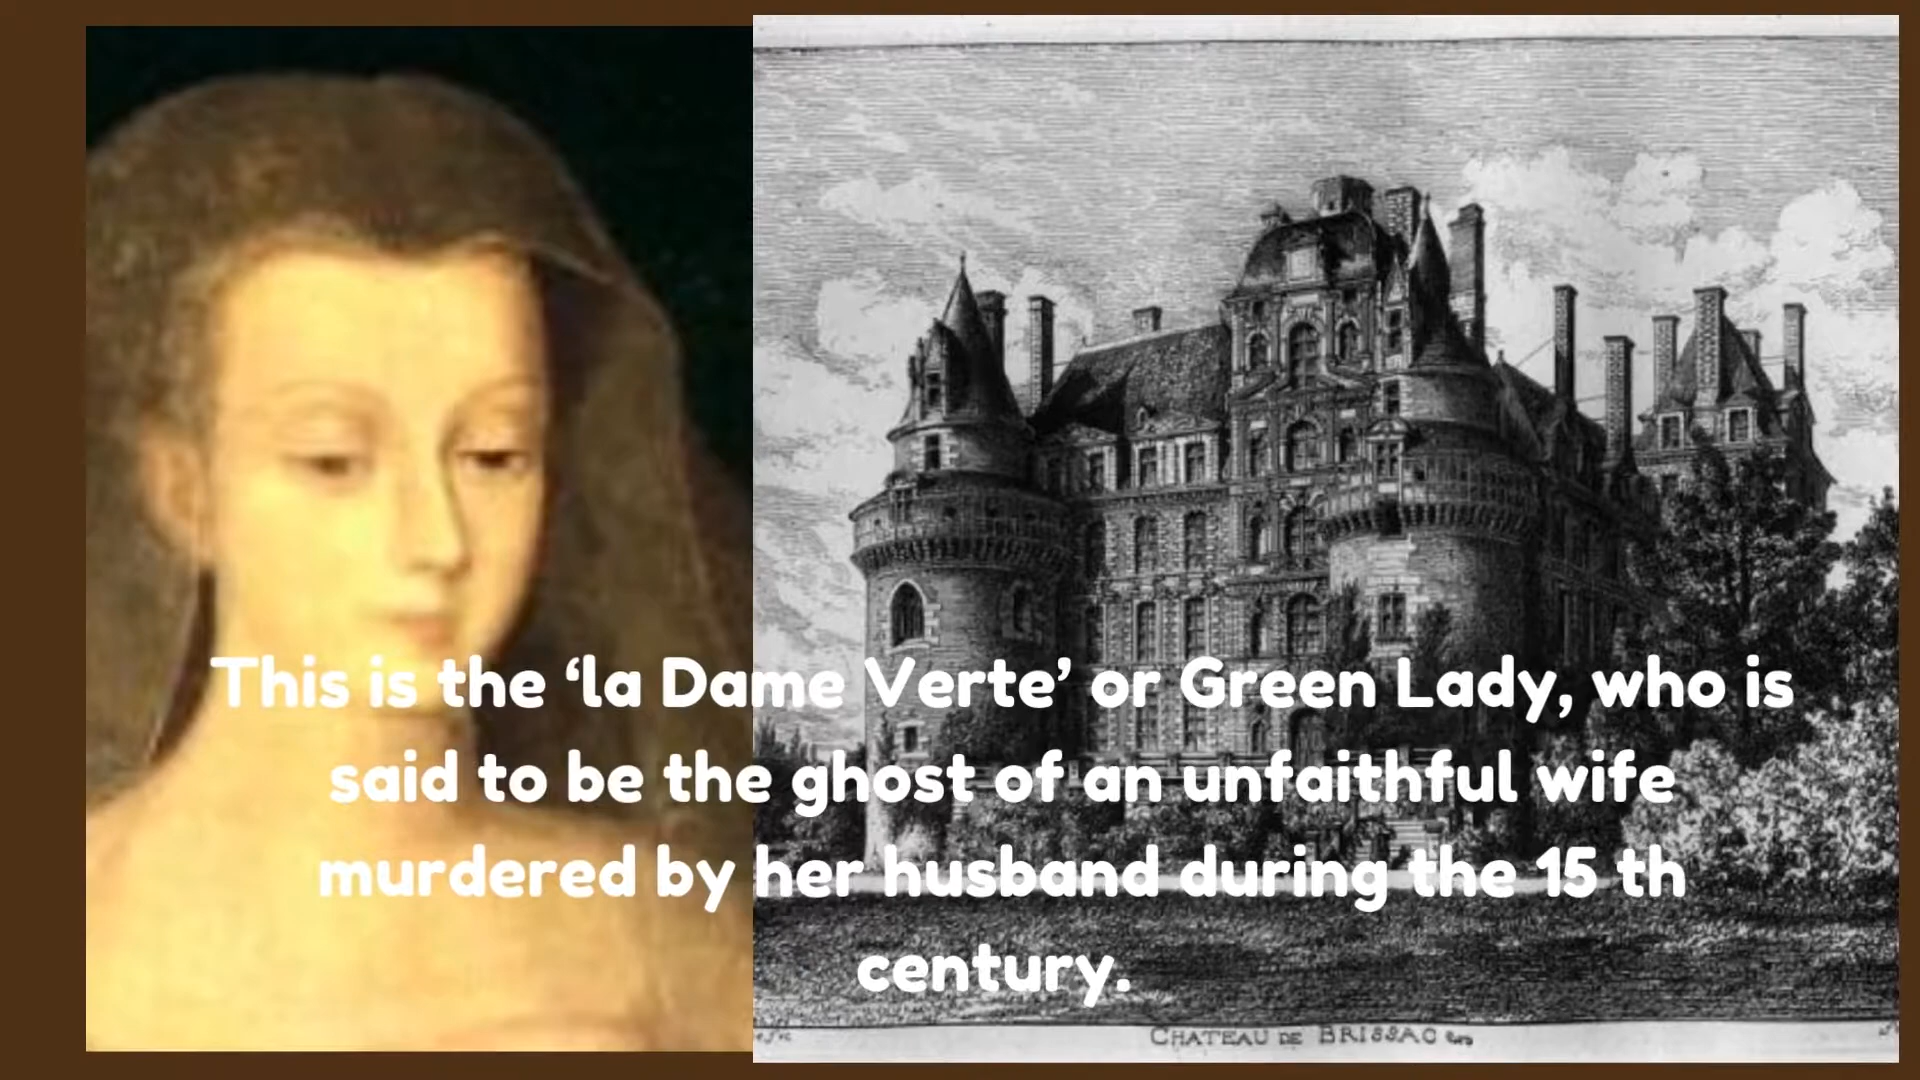 This is the ‘la Dame Verte’ or Green Lady, who is
said to be the ghost of an unfaithful wife
murdered by her husband during the 15 th
century.
CHATEAU DE BRISSAC